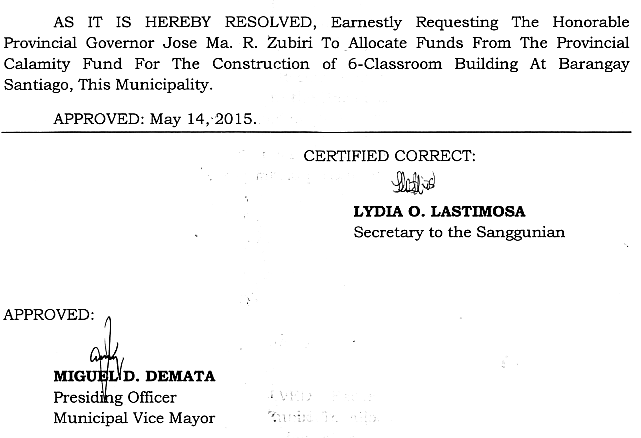 AS IT IS HEREBY RESOLVED, Earnestly Requesting The Honorable
Provincial Governor Jose Ma. R. Zubiri To Allocate Funds From The Provincial
Calamity Fund For The Construction of 6-Classroom Building At Barangay
Santiago, This Municipality.
APPROVED: May 14, 2015.
CERTIFIED CORRECT:
LYDIA O. LASTIMOSA
Secretary to the Sanggunian
APPROVED:
MIGUEL D. DEMATA
Presiding Officer
Municipal Vice Mayor